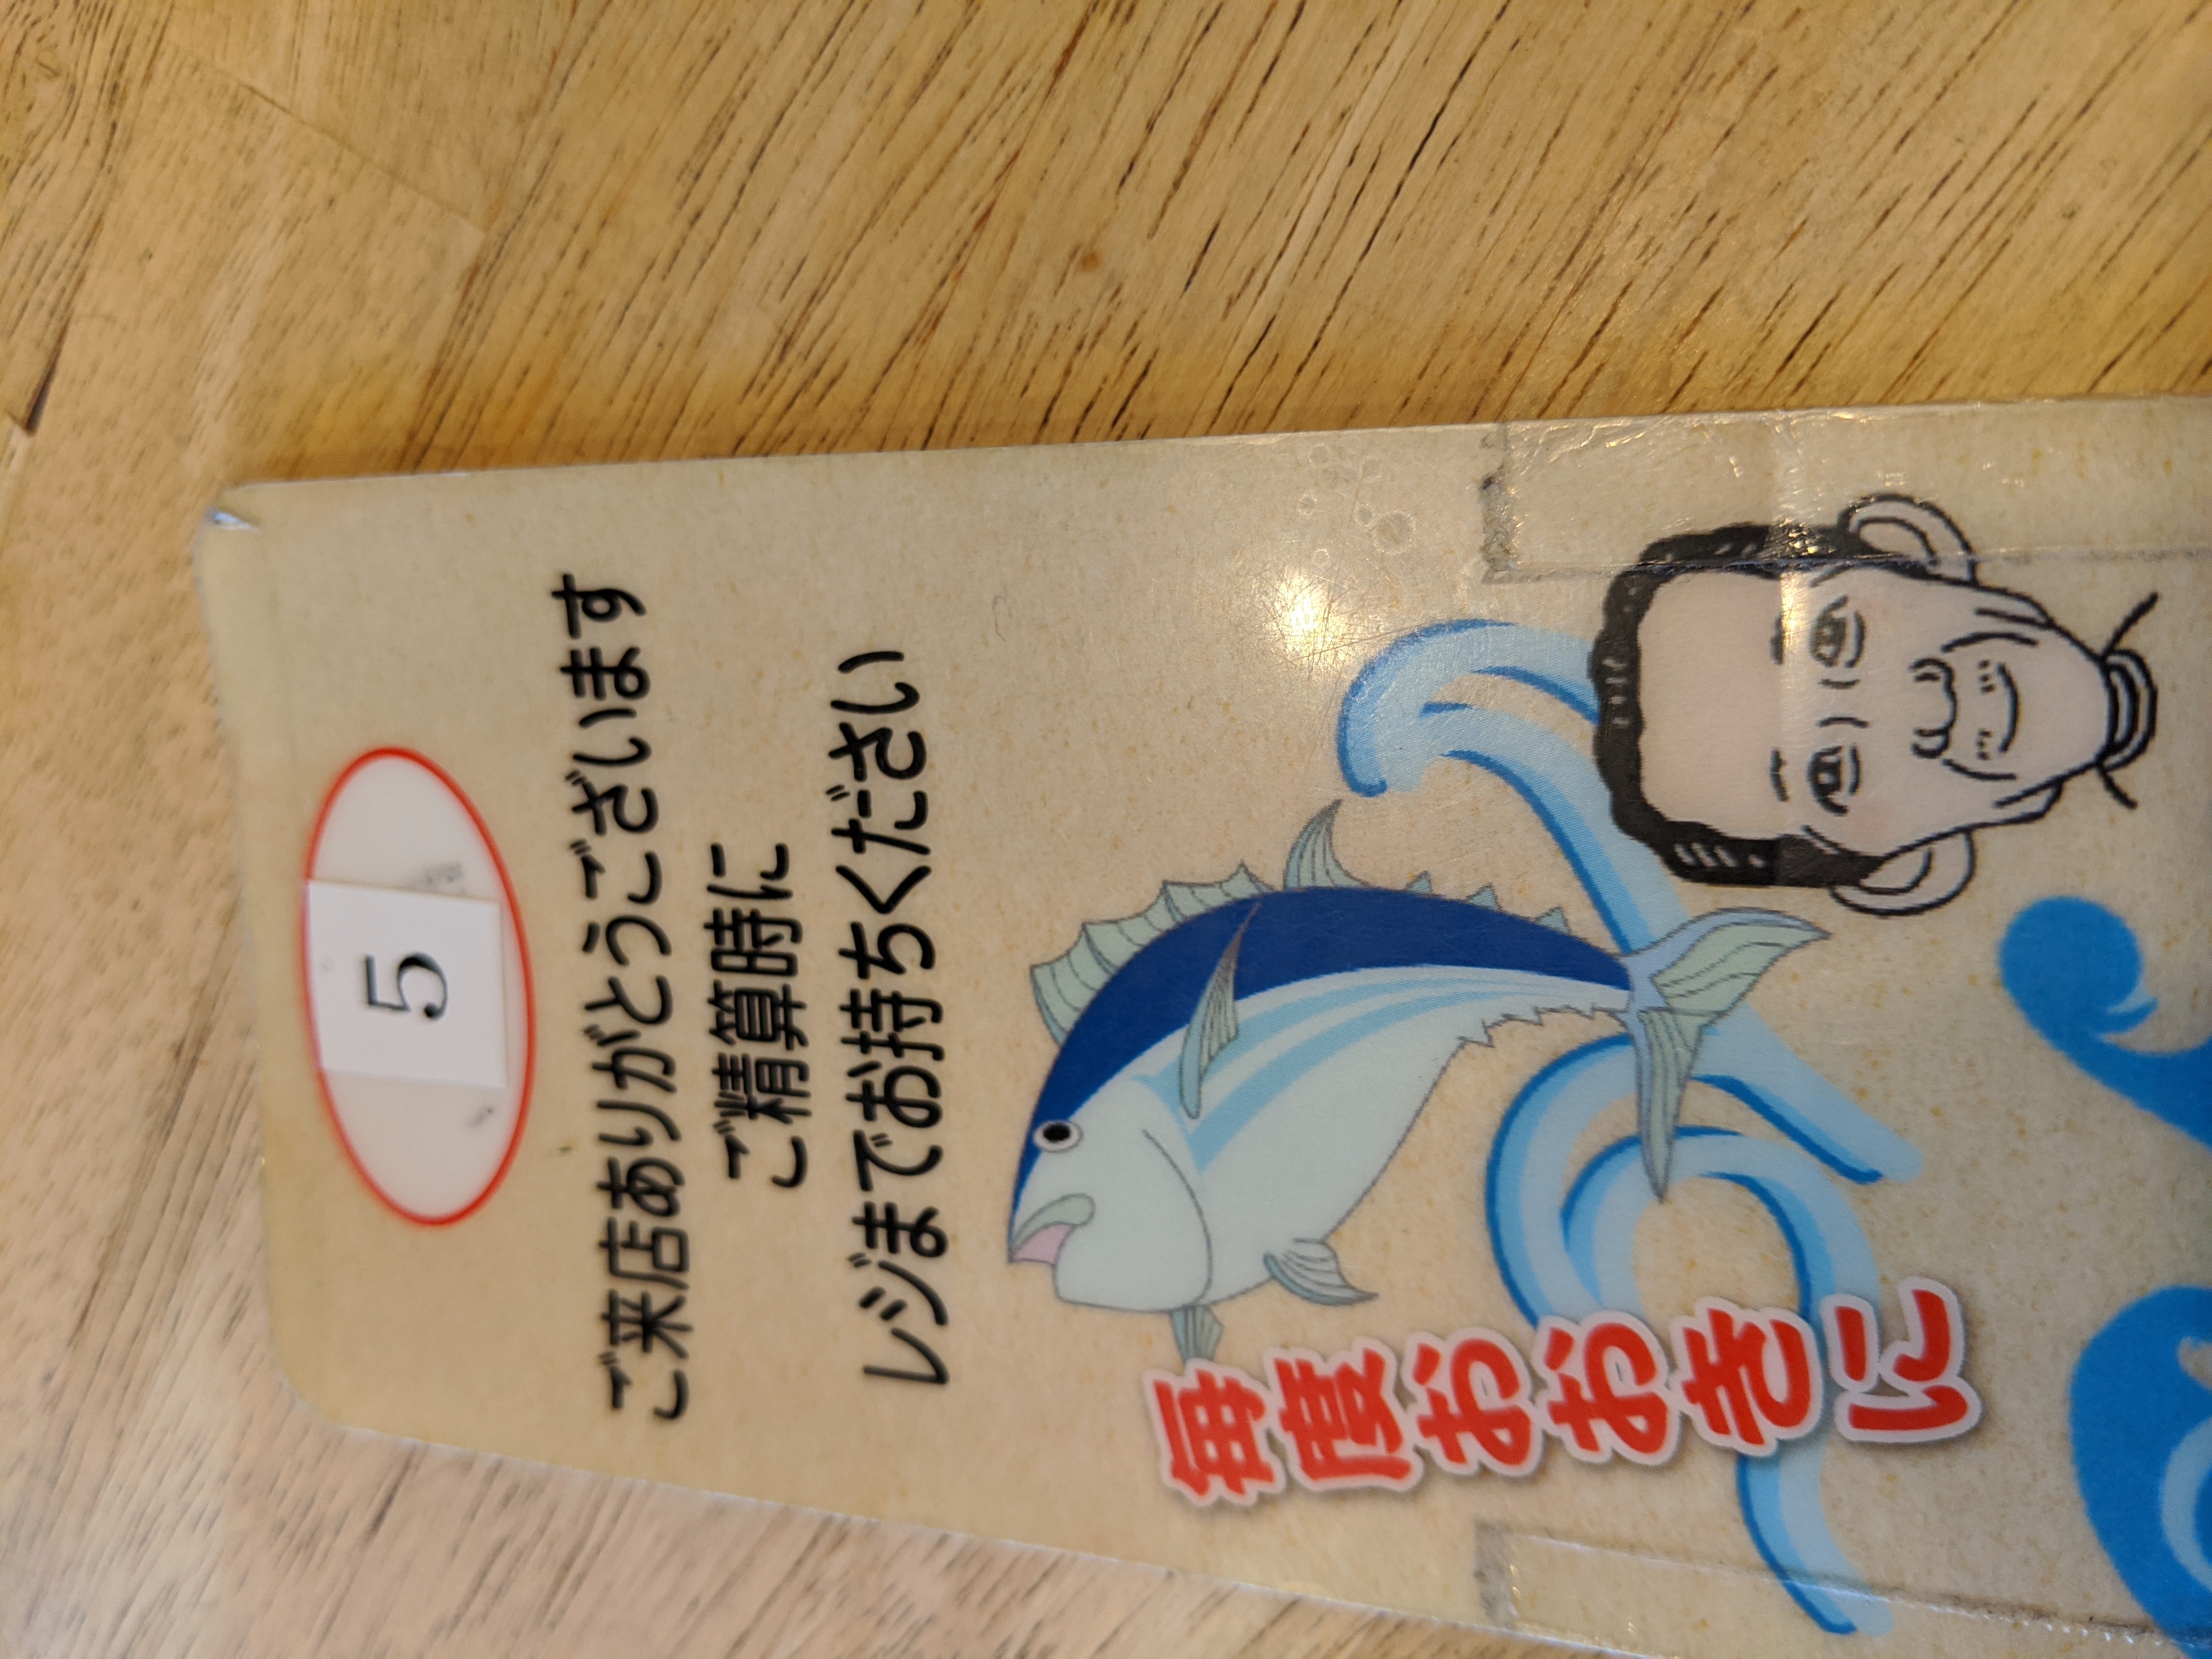 5
ご来店ありがとうございます
ご精算時に
レジまでお持ちください
毎度おおきに